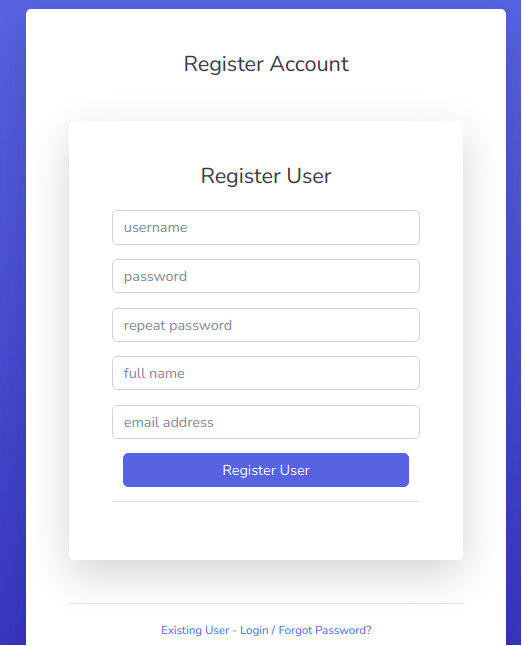 Register Account
Register User
username
password
repeat password
full name
email address
Register User
Existing User - Login / Forgot Password?